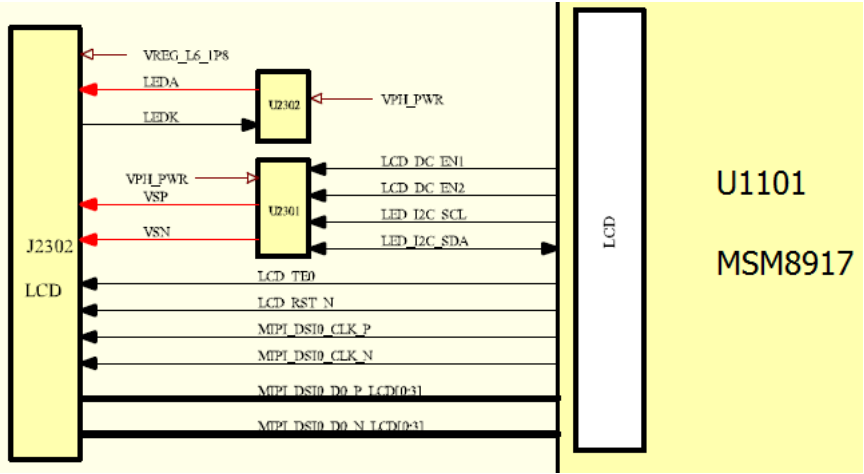 VREG_L6_1P8
LEDA
U2302
VPH_PWR
LEDK
LCD_DC_EN1
VPH_PWR
LCD_DC_EN2
VSP
U2301
LED_I2C_SCL
VSN
LED_I2C_SDA
J2302
LCD
LCD_TE0
LCD_RST_N
MIPI_DSI0_CLK_P
MIPI_DSI0_CLK_N
MIPI_DSI0_D0_P_LCD[0:3]
MIPI_DSI0_D0_N_LCD[0:3]
LCD
U1101
MSM8917